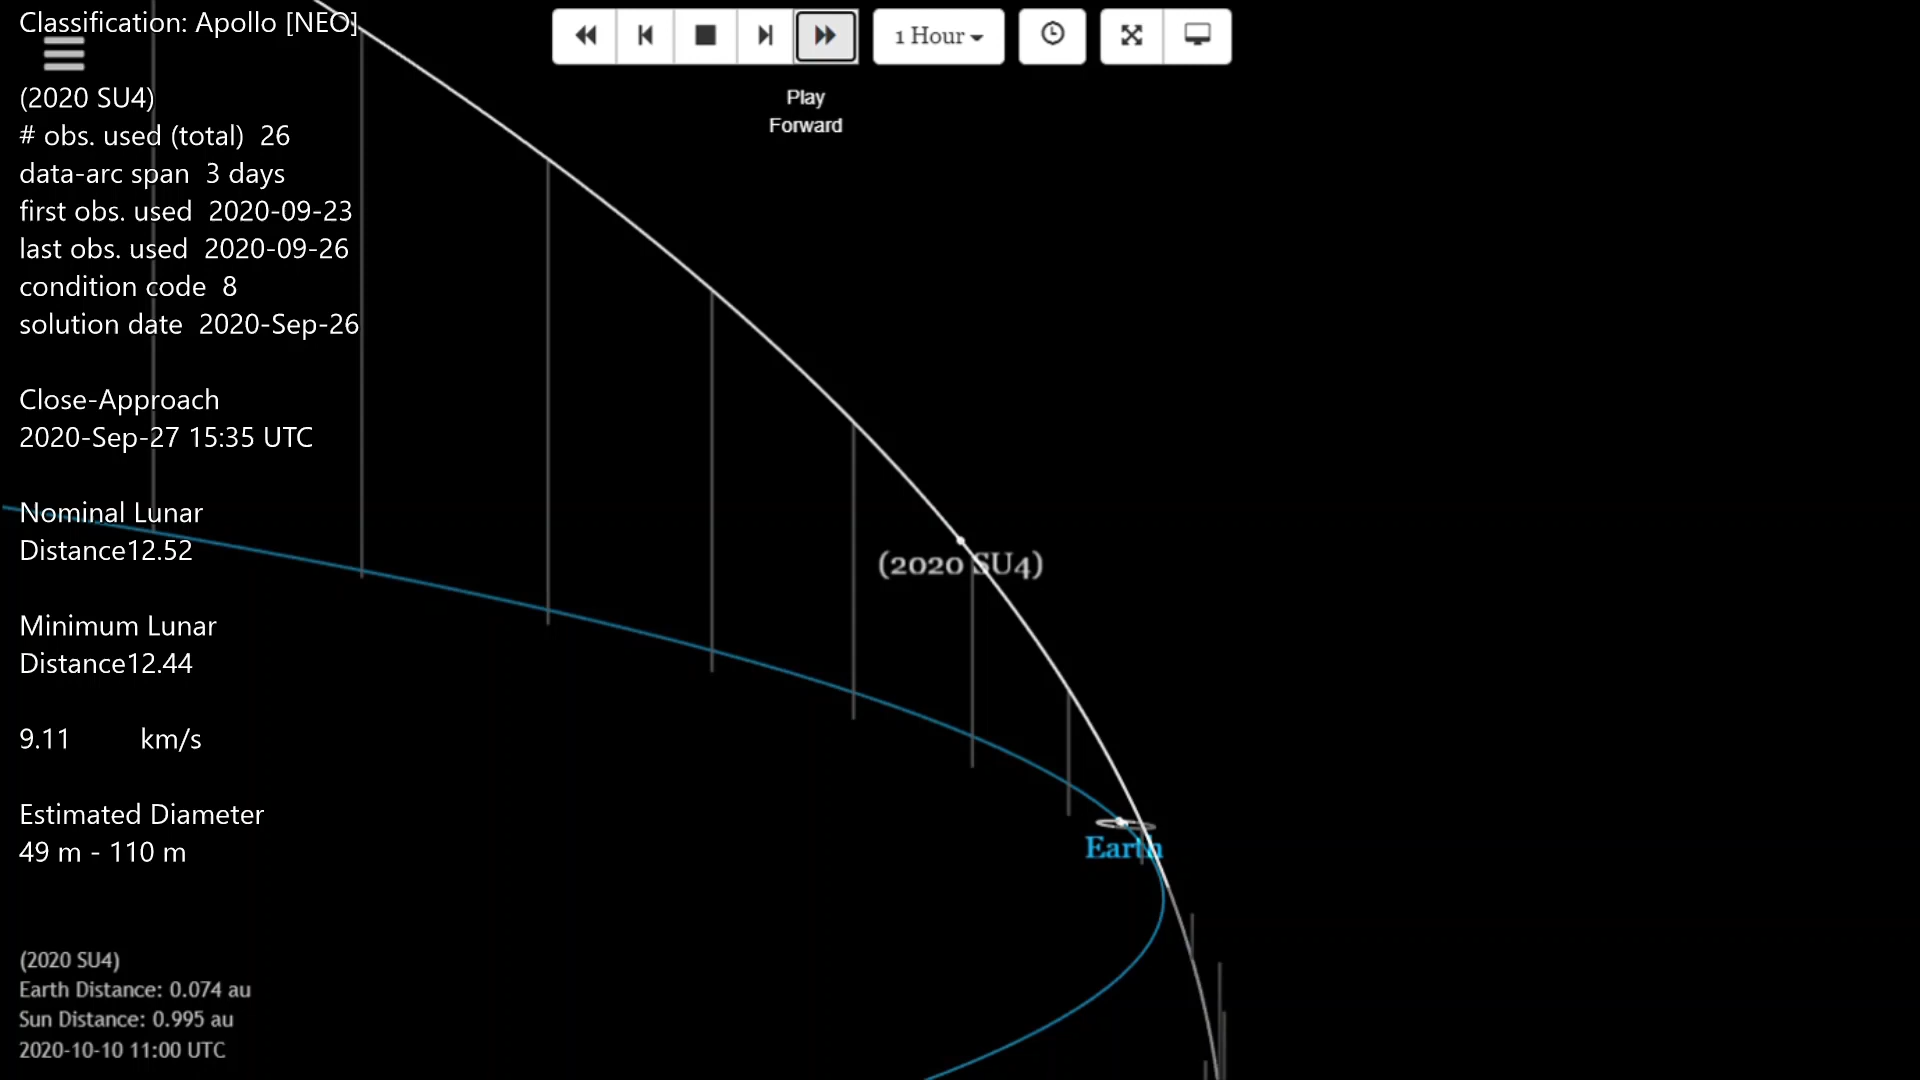 Classification: Apollo [NEO]
(2020 SU4)
# obs. used (total) 26
data-arc span 3 days
first obs. used 2020-09-23
last obs. used 2020-09-26
condition code 8
solution date 2020-Sep-26
Close-Approach
2020-Sep-27 15:35 UTC
Nominal Lunar
Distance12.52
Minimum Lunar
Distance12.44
9.11 km/s
Estimated Diameter
49 m - 110 m
(2020 SU4)
Earth Distance: 0.074 au
Sun Distance: 0.995 au
2020-10-10 11:00 UTC
1 Hour
Play
Forward
(2020 SU4)
Earth